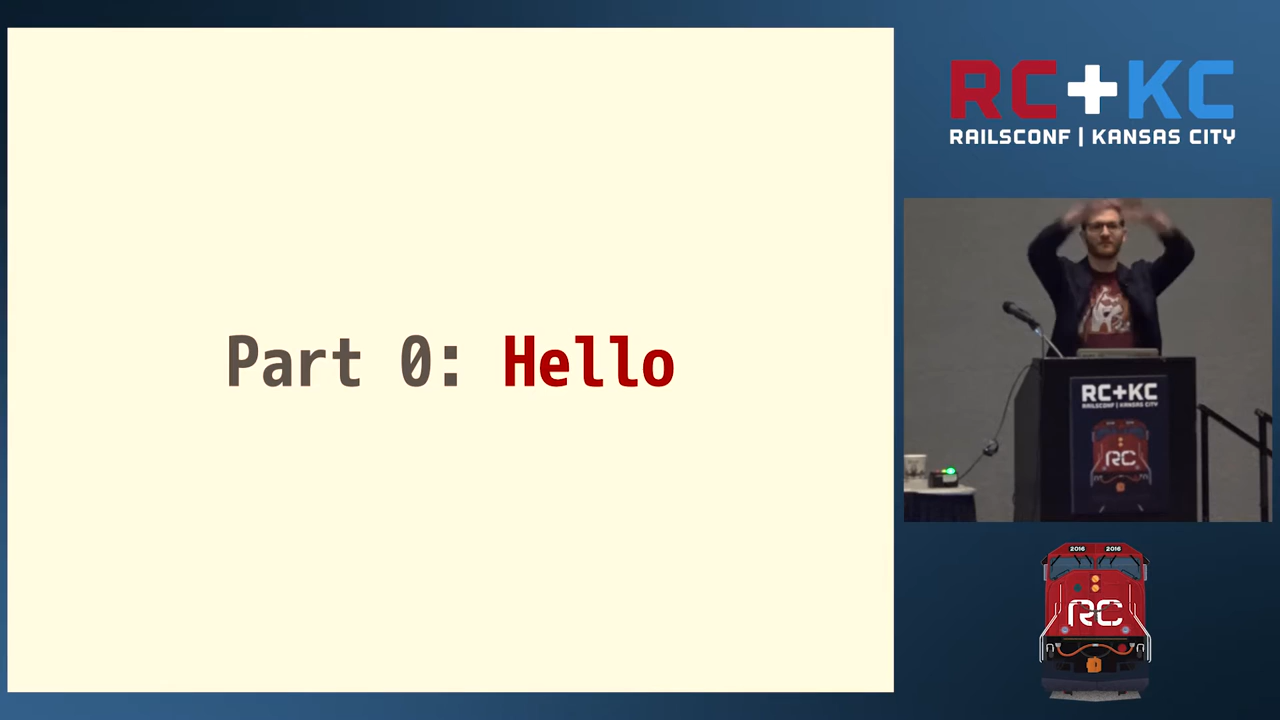 Part 0: Hello
RC+KC
RAILSCONF | KANSAS CITY
RC+KC
RAILSCONF | KANSAS CITY
RC
2016 2016
RC